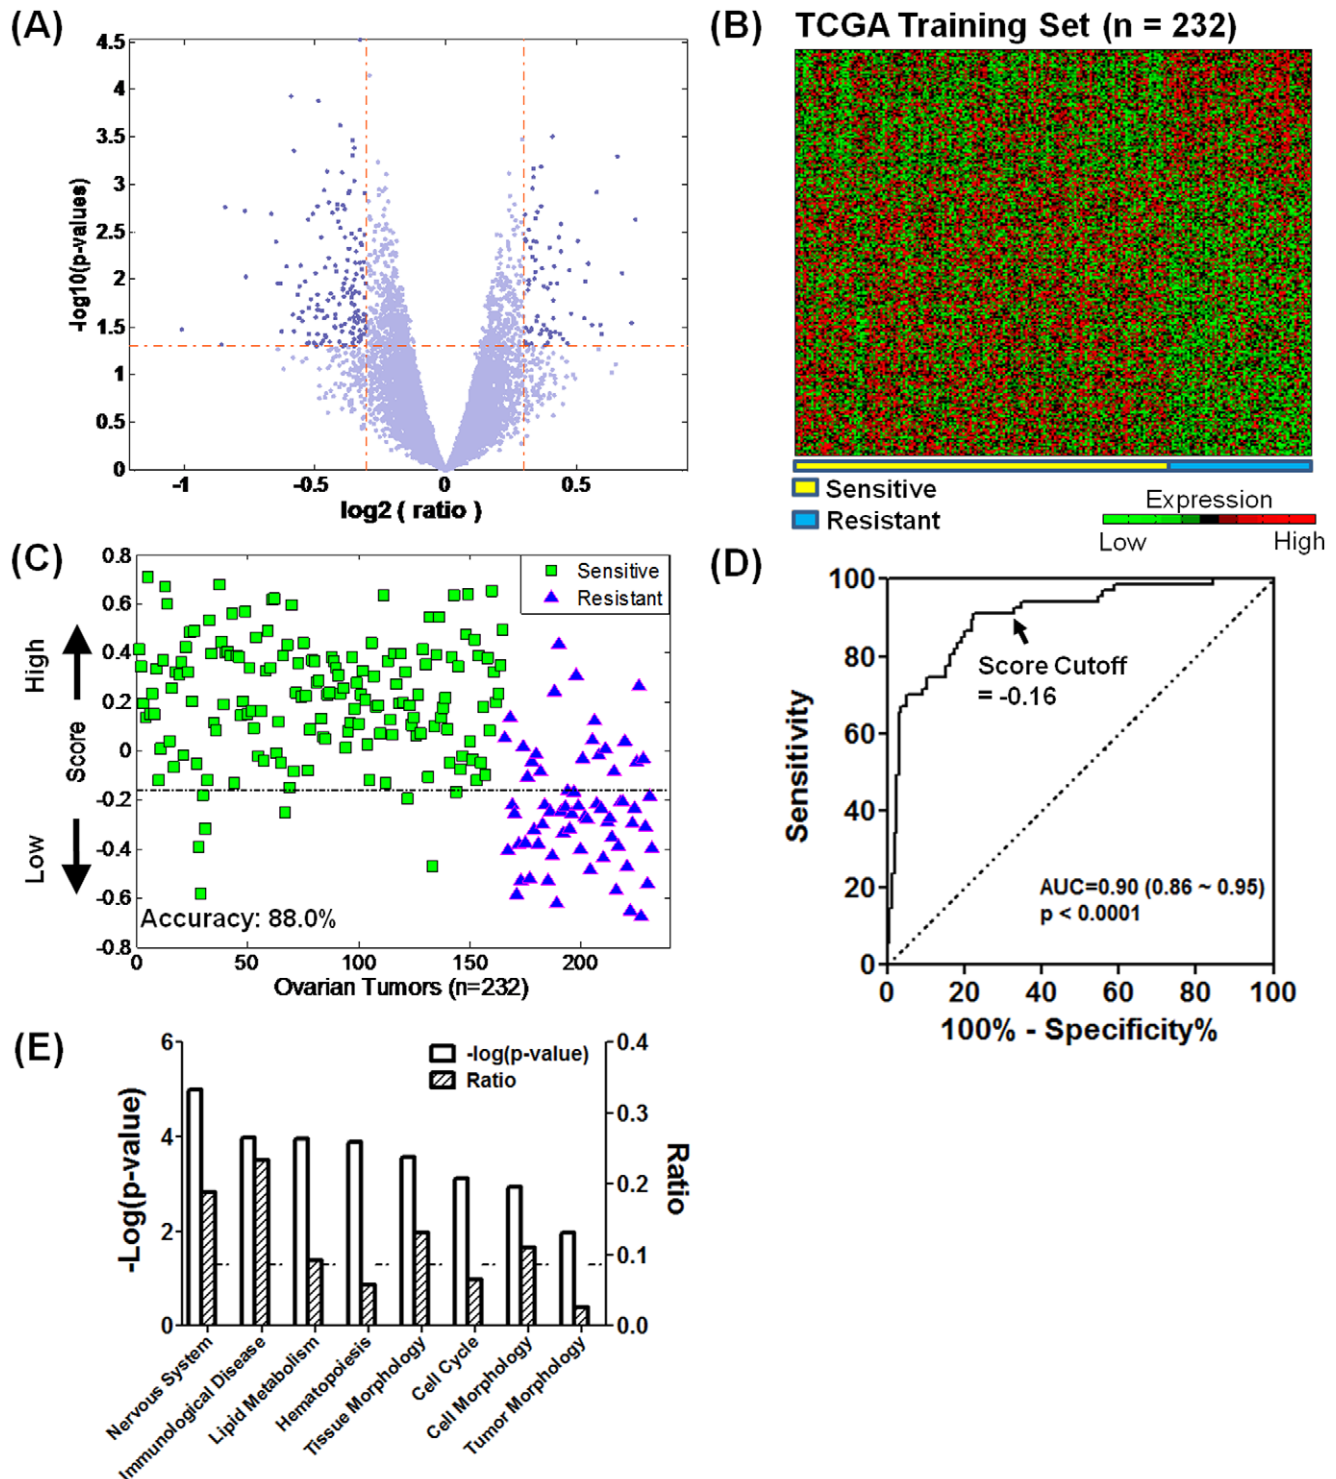 (A)
4.5
4
3.5
3
2.5
2
1.5
1
0.5
0
-log10(p-values)
-1
-0.5
0
0.5
log2 ( ratio )
(B)
TCGA Training Set (n = 232)
Sensitive
Resistant
Expression
Low
High
(C)
0.8
0.6
0.4
0.2
0
-0.2
-0.4
-0.6
-0.8
High
Score
Low
Sensitive
Resistant
Accuracy: 88.0%
0
50
100
150
200
Ovarian Tumors (n=232)
(D)
100
80
60
40
20
0
Sensitivity
Score Cutoff
= -0.16
AUC=0.90 (0.86 ~ 0.95)
p < 0.0001
0
20
40
60
80
100
100% - Specificity%
(E)
6
4
2
0
-Log(p-value)
-log(p-value)
Ratio
0.4
0.3
0.2
0.1
0.0
Ratio
Nervous System
Immunological Disease
Lipid Metabolism
Hematopoiesis
Tissue Morphology
Cell Cycle
Cell Morphology
Tumor Morphology